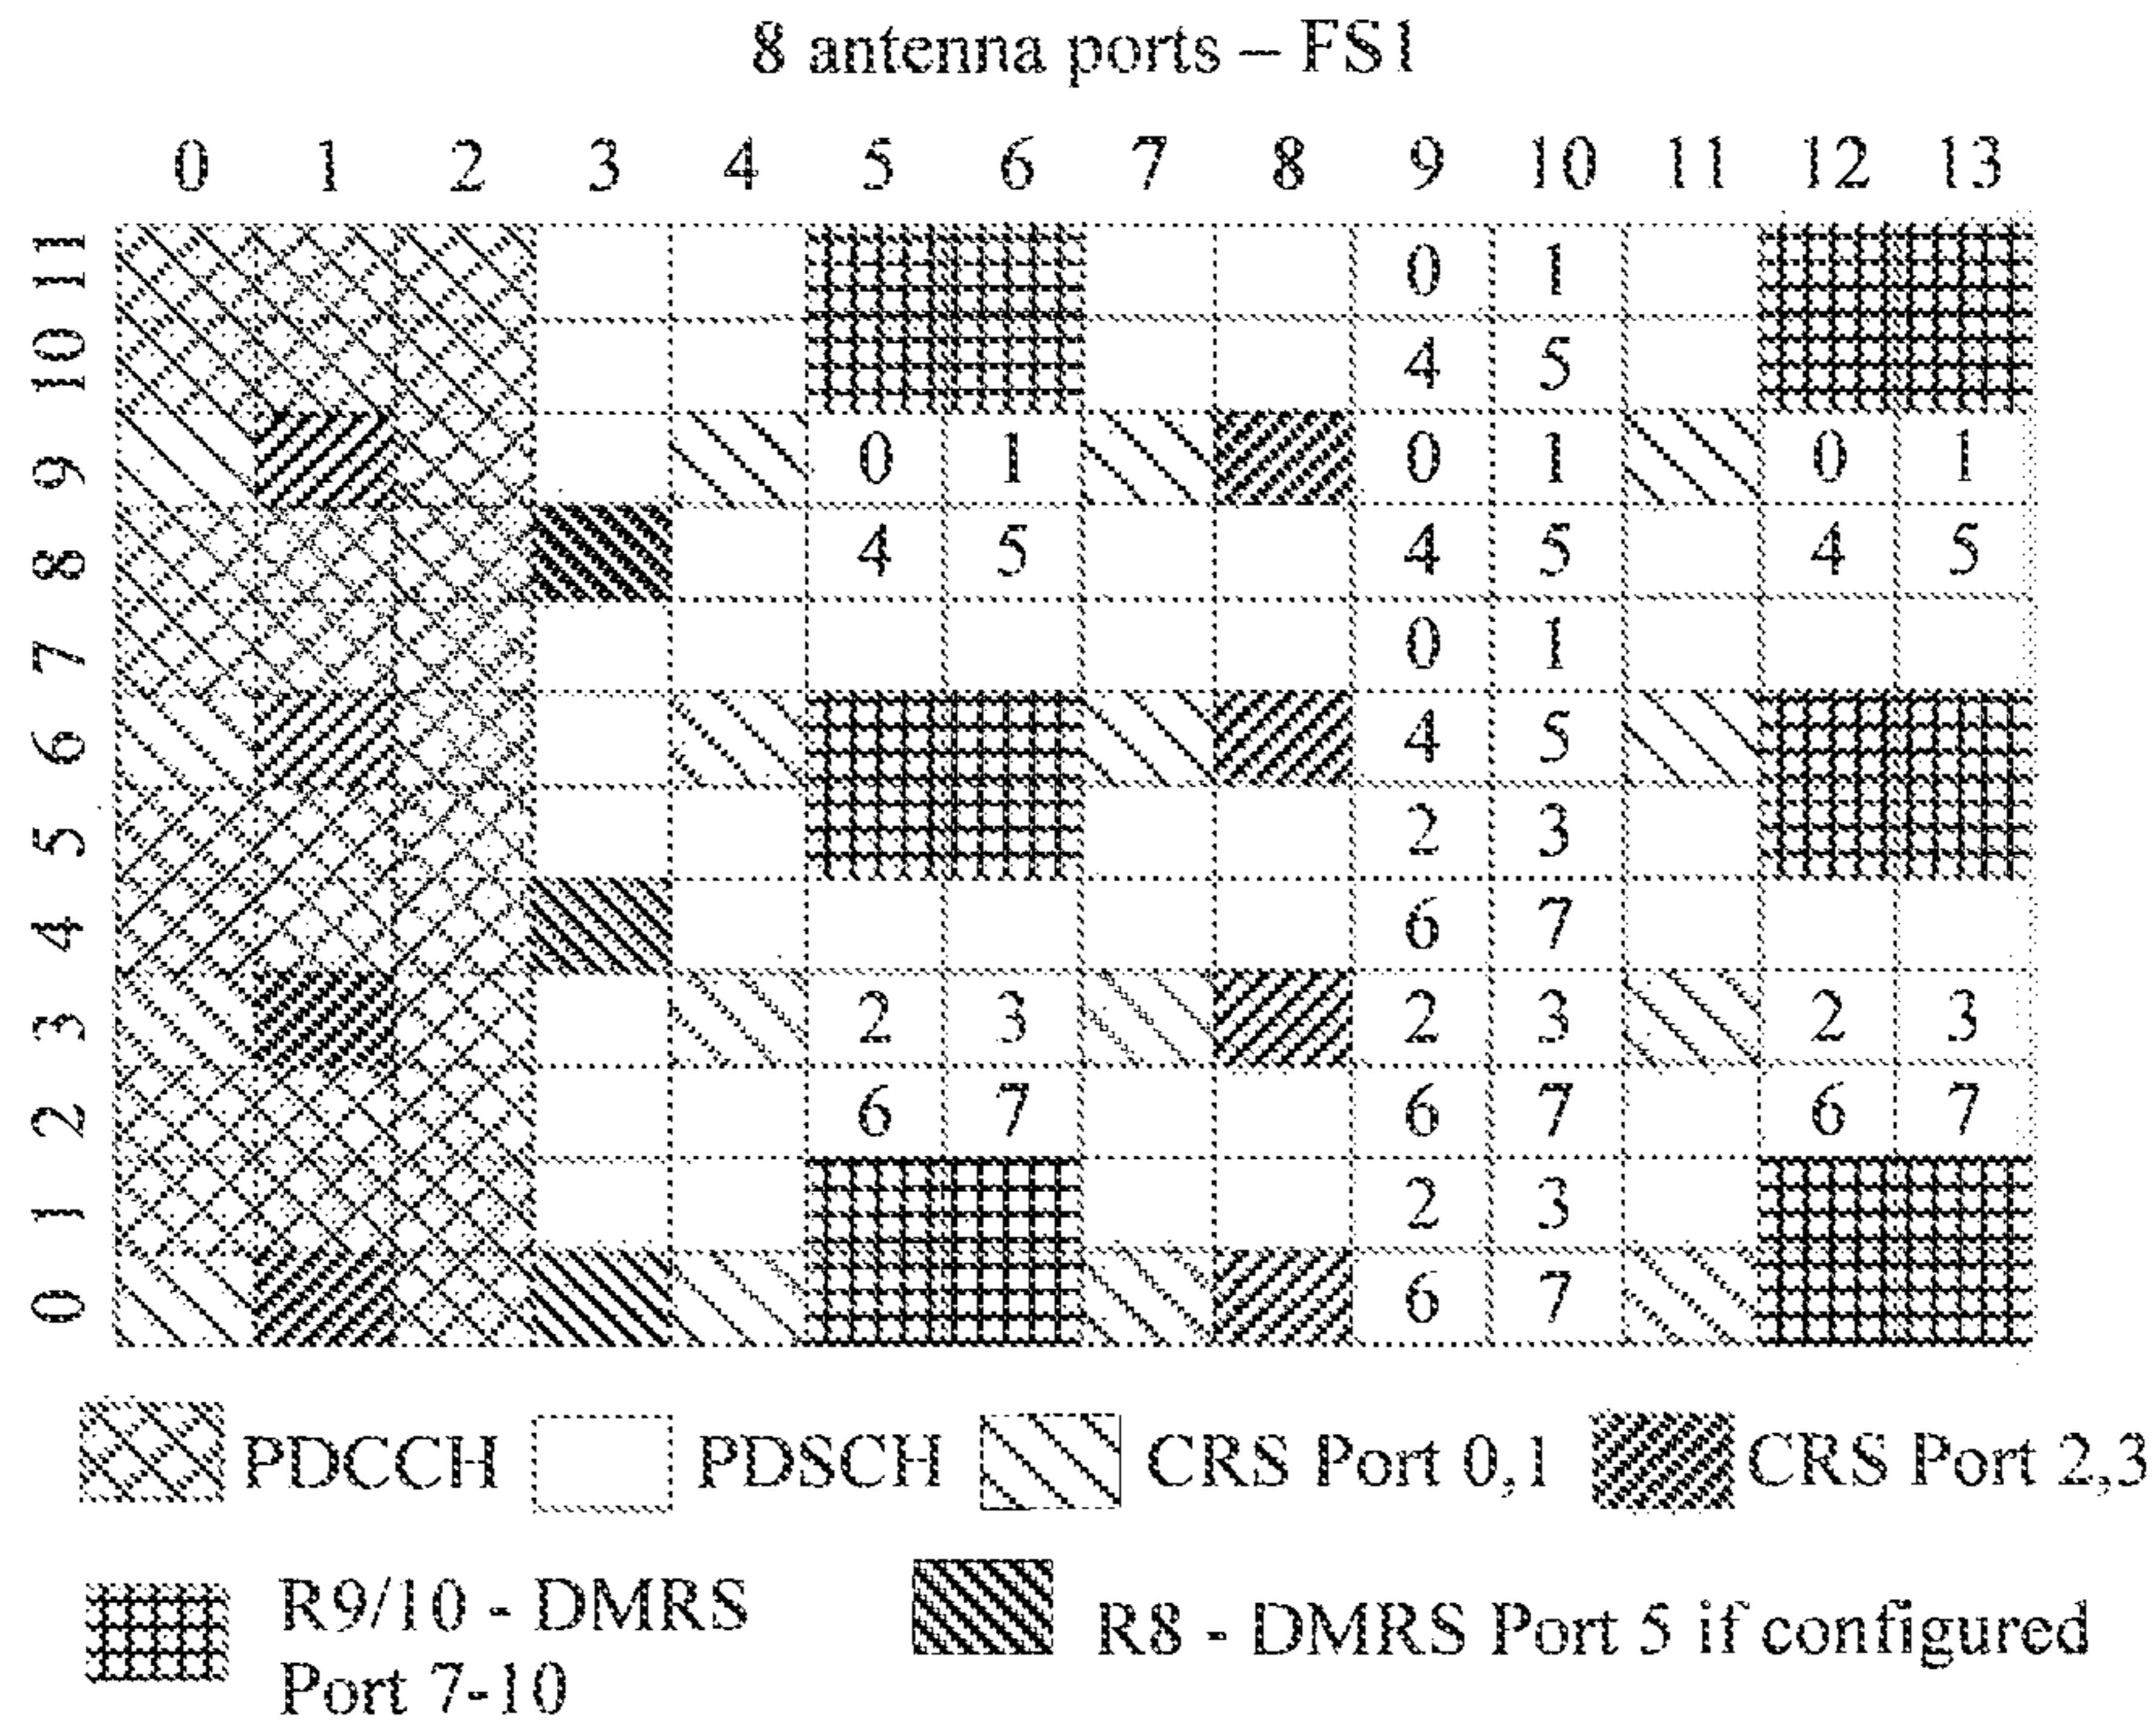 8 antenna ports – FS1
0 1 2 3 4 5 6 7 8 9 10 11 12 13
11 0 1
10 4 5
9 0 1 0 1 0 1
8 4 5 4 5 4 5
7 0 1
6 4 5
5 2 3
4 6 7
3 2 3 2 3 2 3
2 6 7 6 7 6 7
1 2 3
0 6 7
PDCCH PDSCH CRS Port 0,1 CRS Port 2,3
R9/10 - DMRS
Port 7-10
R8 - DMRS Port 5 if configured